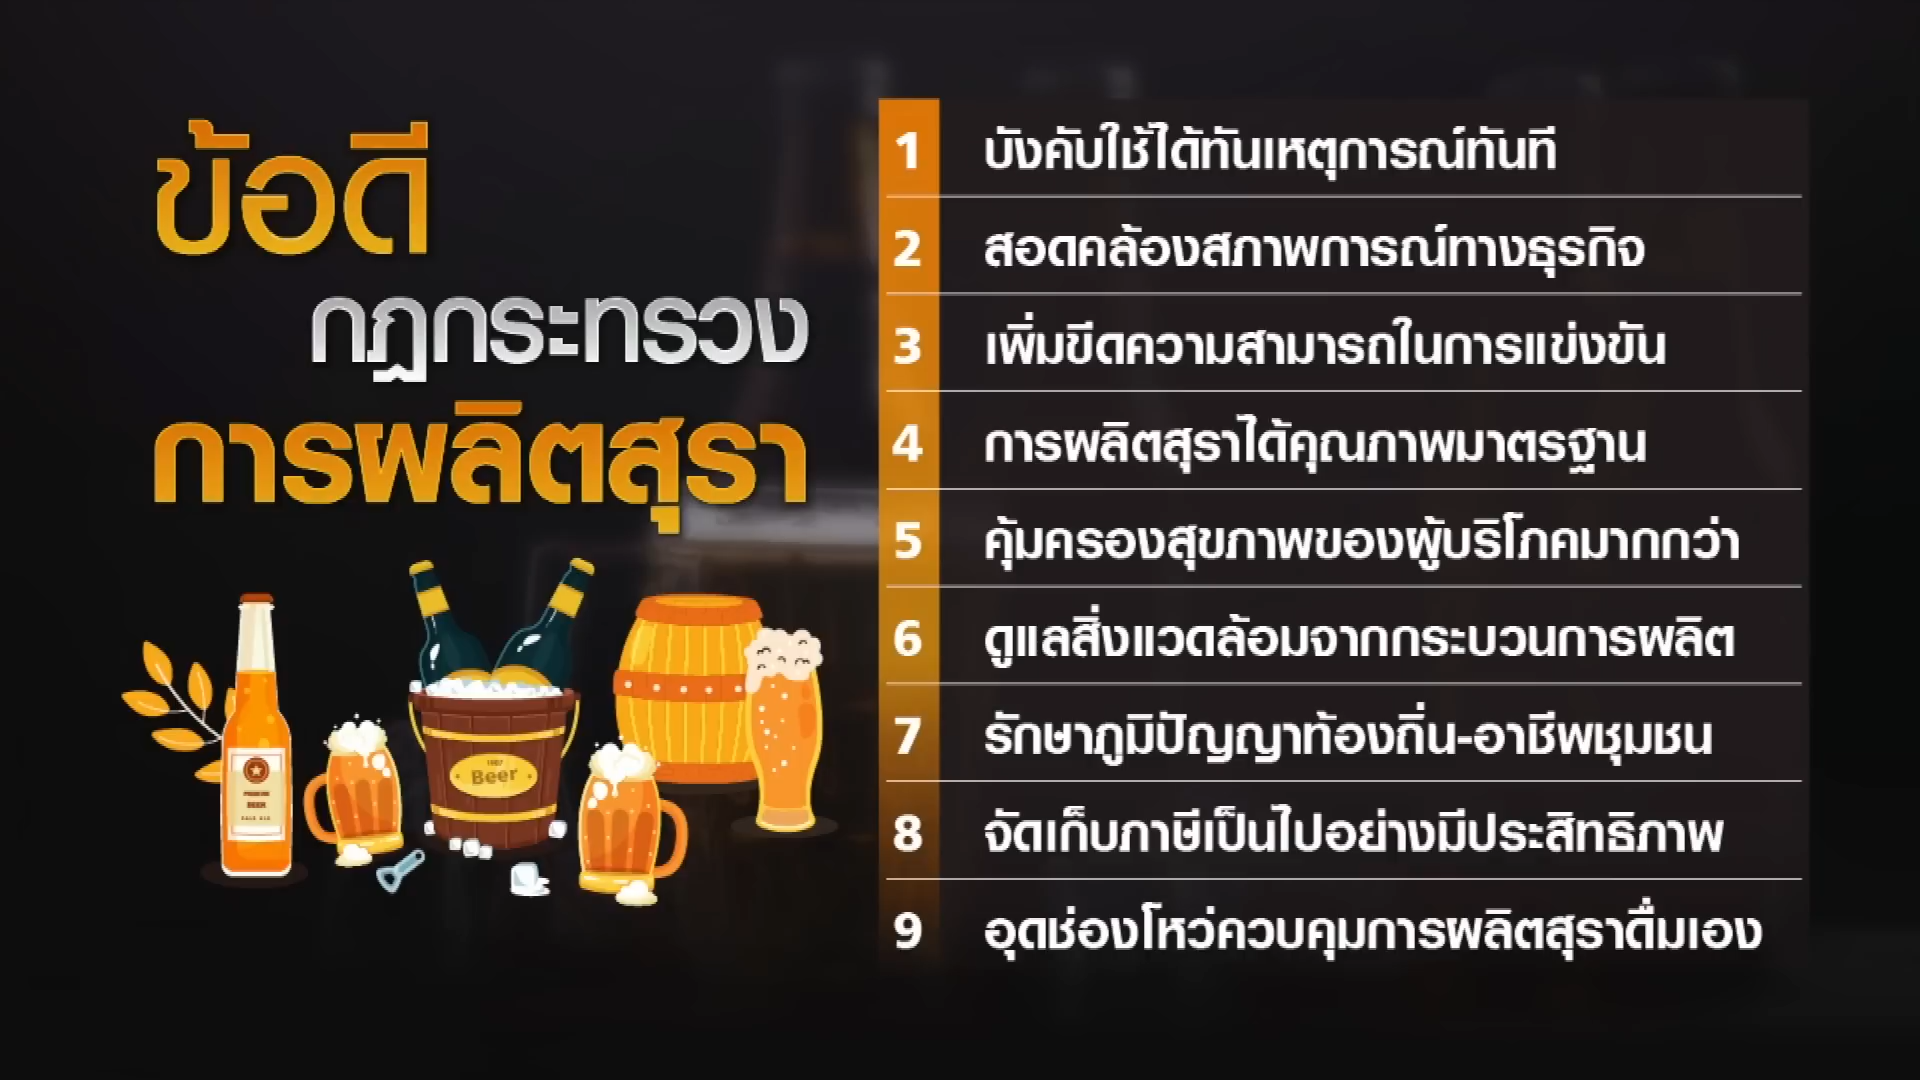 ข้อดี
กฎกระทรวง
การผลิตสุรา
1 บังคับใช้ได้ทันเหตุการณ์ทันที
2 สอดคล้องสภาพการณ์ทางธุรกิจ
3 เพิ่มขีดความสามารถในการแข่งขัน
4 การผลิตสุราได้คุณภาพมาตรฐาน
5 คุ้มครองสุขภาพของผู้บริโภคมากกว่า
6 ดูแลสิ่งแวดล้อมจากกระบวนการผลิต
7 รักษาภูมิปัญญาท้องถิ่น-อาชีพชุมชน
8 จัดเก็บภาษีเป็นไปอย่างมีประสิทธิภาพ
9 อุดช่องโหว่ควบคุมการผลิตสุราดื่มเอง
Beer
BEER